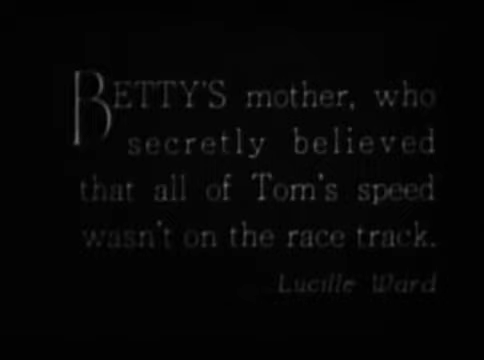 BETTY'S mother, who
secretly believed
that all of Tom's speed
wasn't on the race track.
Lucille Ward